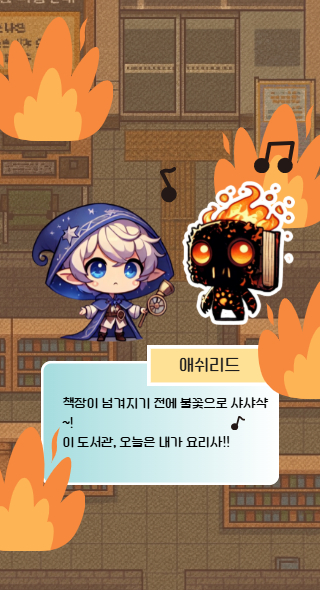 애쉬리드
책장이 넘겨지기 전에 불꽃으로 샤샤샥
~!
이 도서관, 오늘은 내가 요리사!!